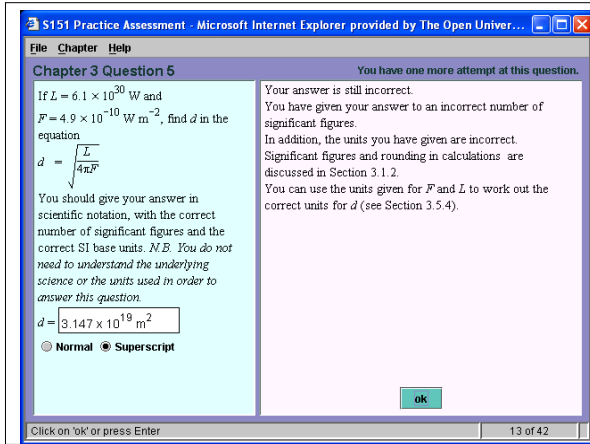 S151 Practice Assessment - Microsoft Internet Explorer provided by The Open Univer...
File Chapter Help
Chapter 3 Question 5
You have one more attempt at this question.
If L = 6.1 × 10^30 W and
F = 4.9 × 10^−10 W m^−2, find d in the
equation
d = √(L / 4πF)
You should give your answer in
scientific notation, with the correct
number of significant figures and the
correct SI base units. N.B. You do not
need to understand the underlying
science or the units used in order to
answer this question.
d = 3.147 x 10^19 m^2
Normal Superscript
Your answer is still incorrect.
You have given your answer to an incorrect number of
significant figures.
In addition, the units you have given are incorrect.
Significant figures and rounding in calculations are
discussed in Section 3.1.2.
You can use the units given for F and L to work out the
correct units for d (see Section 3.5.4).
ok
Click on 'ok' or press Enter
13 of 42